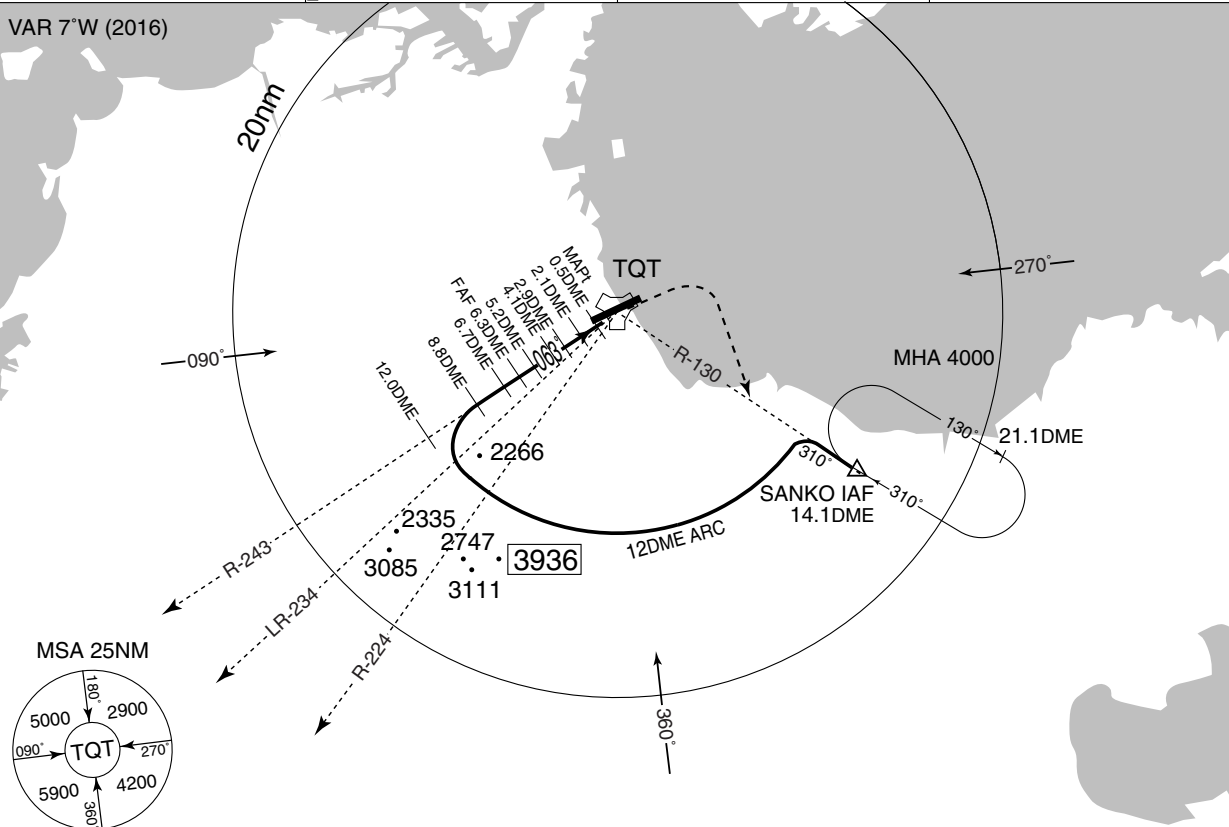 VAR 7°W (2016)
20nm
MAPt
0.5DME
2.1DME
2.9DME
4.1DME
5.2DME
FAF 6.3DME
6.7DME
8.8DME
12.0DME
063°
TQT
270°
090°
R-130
MHA 4000
130°
21.1DME
310°
310°
SANKO IAF
14.1DME
12DME ARC
2266
2335
3085
2747
3936
3111
R-243
LR-234
R-224
360°
MSA 25NM
180°
5000
2900
090°
TQT
270°
5900
4200
360°